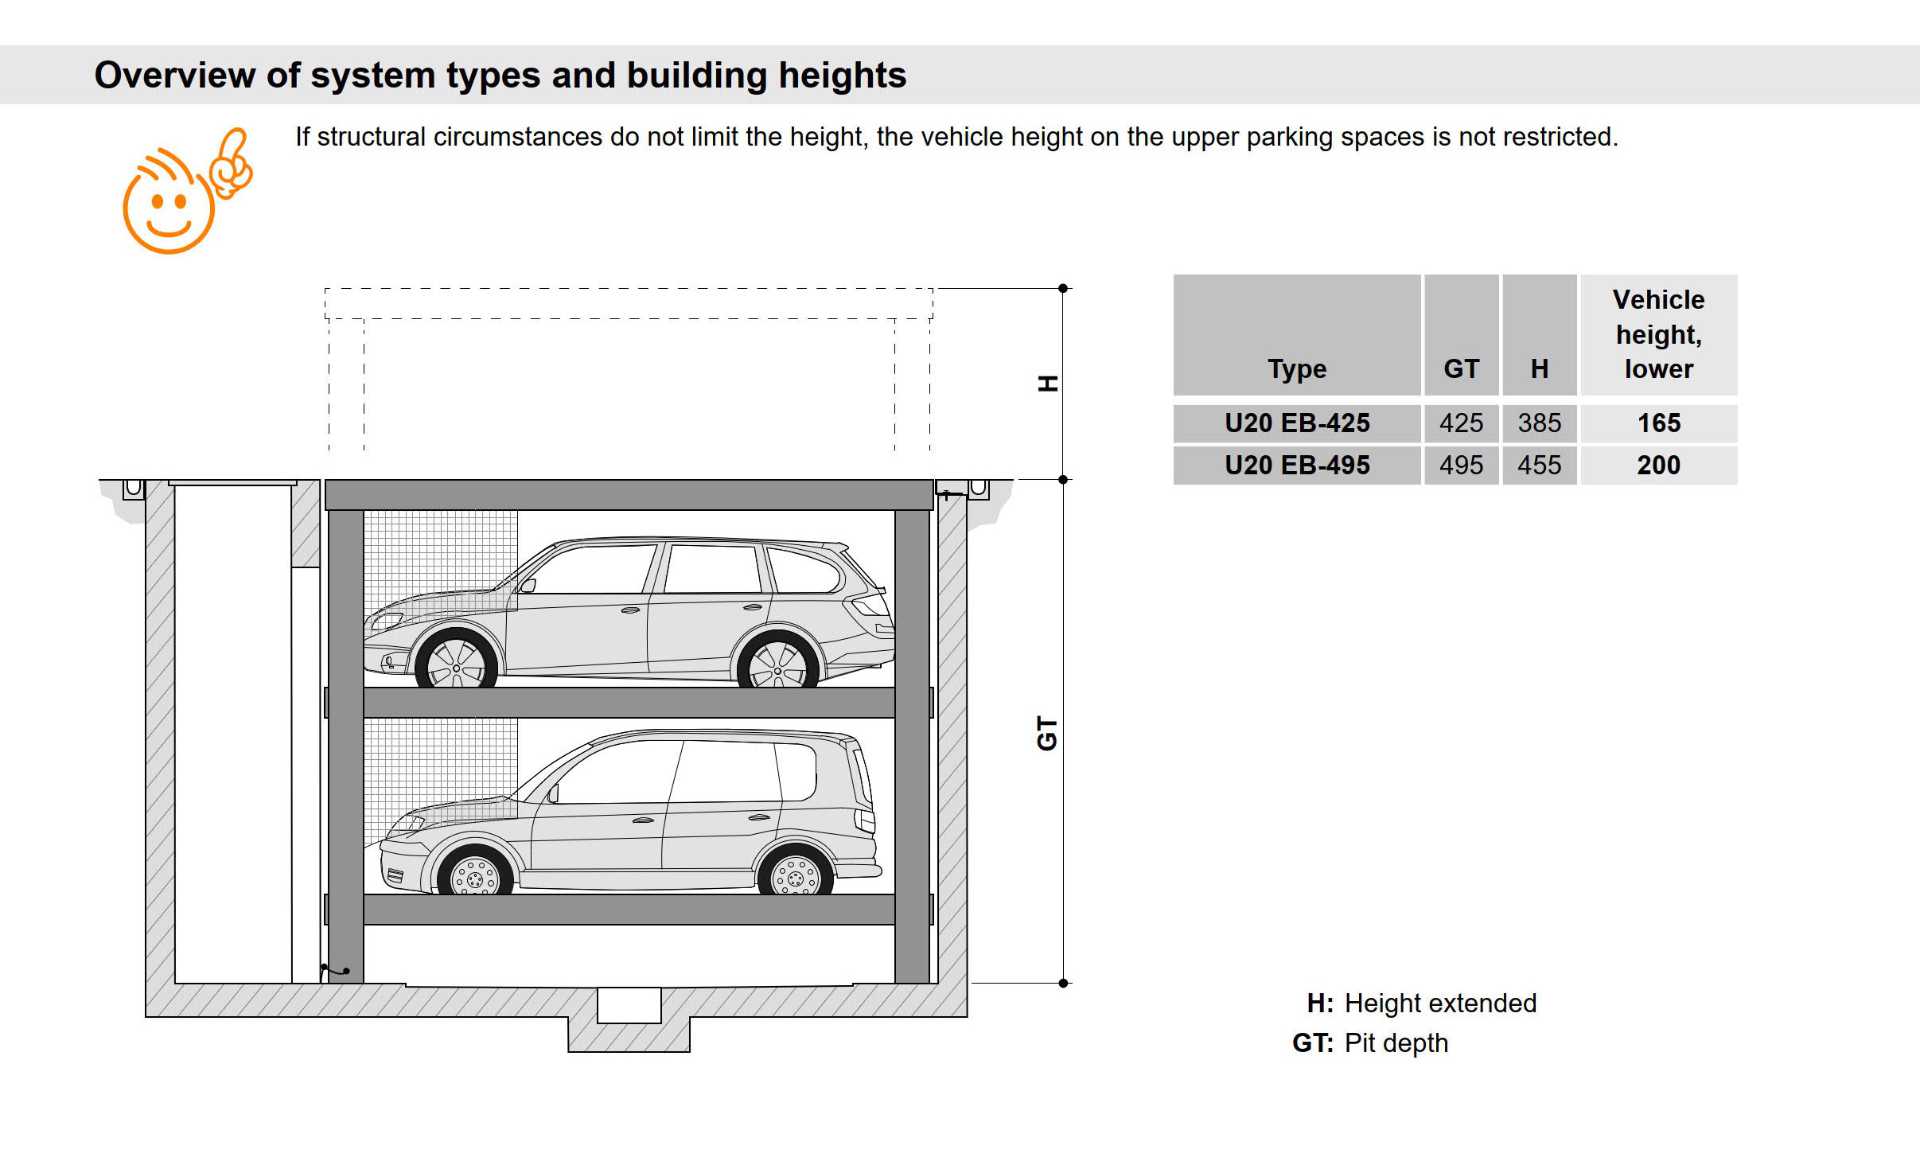 Overview of system types and building heights
If structural circumstances do not limit the height, the vehicle height on the upper parking spaces is not restricted.
H
GT
Type GT H Vehicle height, lower
U20 EB-425 425 385 165
U20 EB-495 495 455 200
H: Height extended
GT: Pit depth